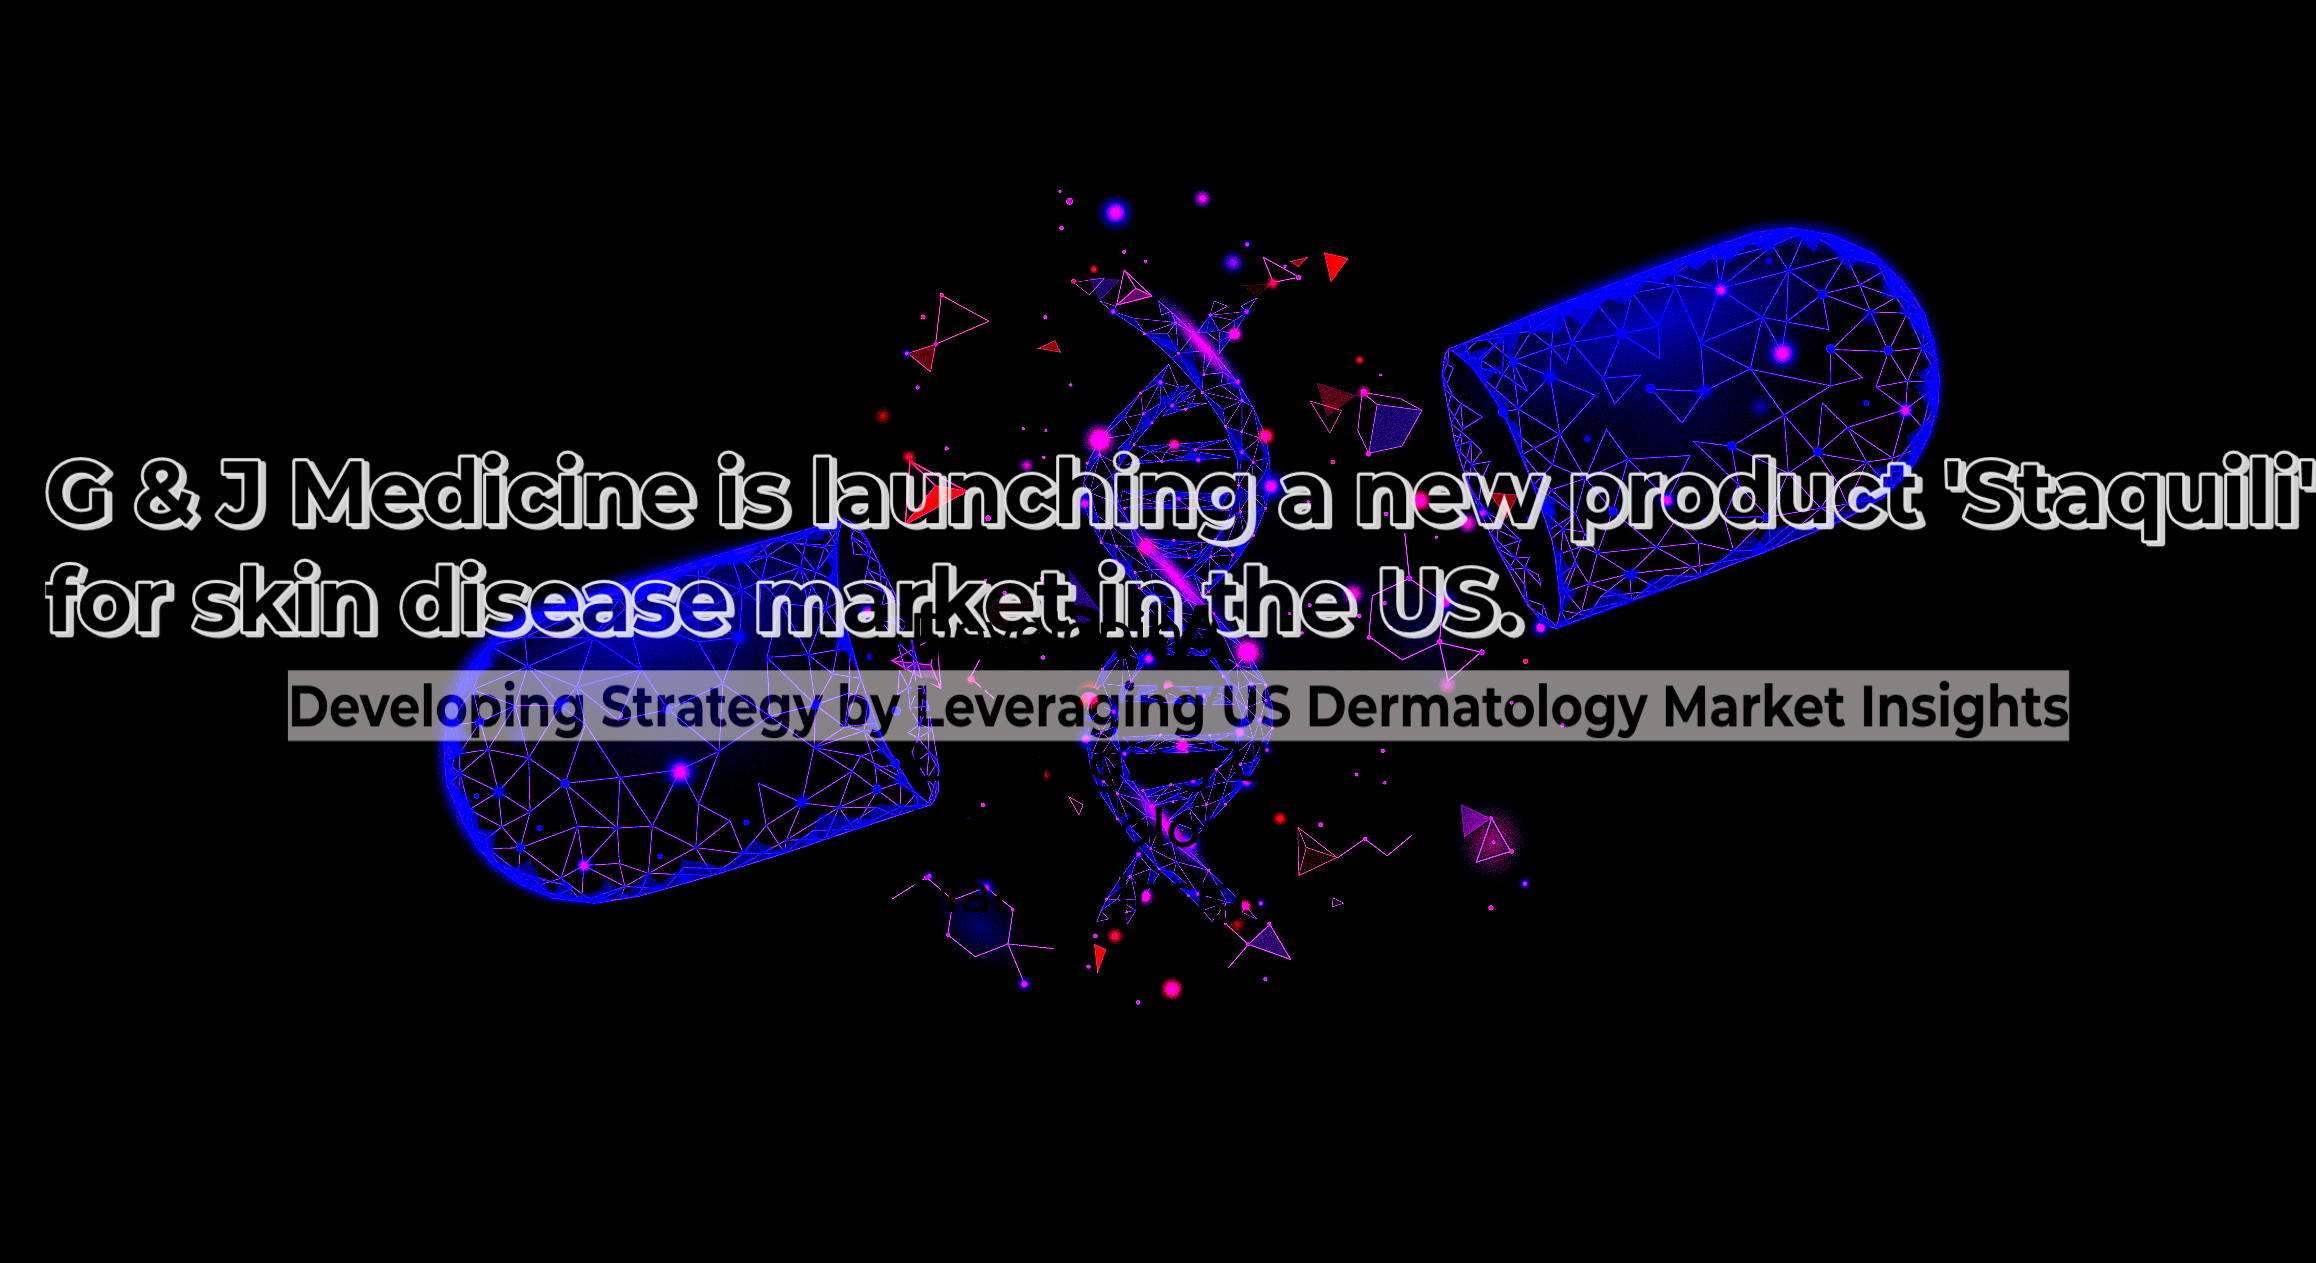 G & J Medicine is launching a new product 'Staquili'
for skin disease market in the US.
Developing Strategy by Leveraging US Dermatology Market Insights